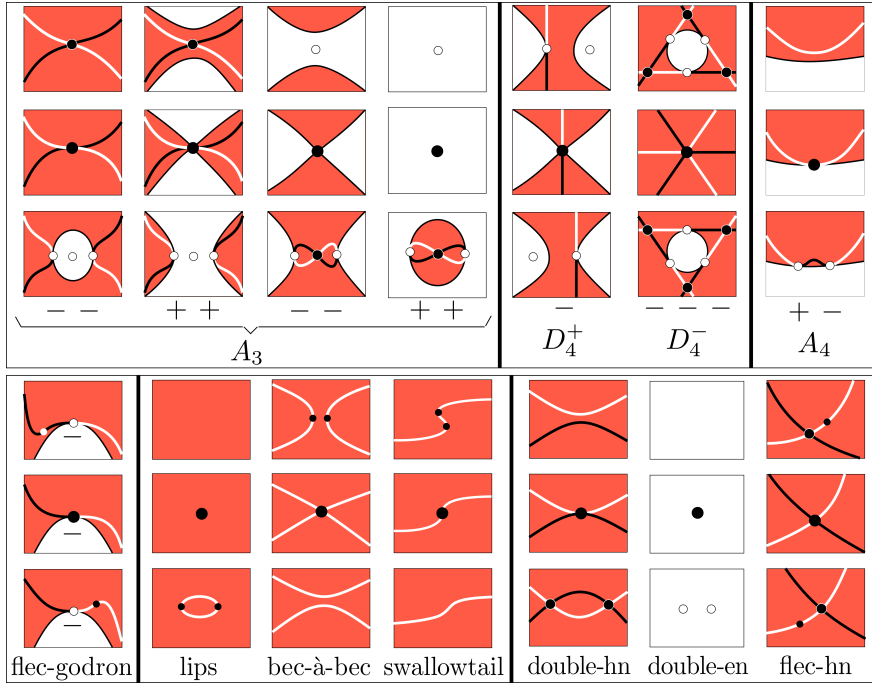 − − + + − − + + − − − − + −
A₃ D₄⁺ D₄⁻ A₄
−
−
−
flec-godron lips bec-à-bec swallowtail double-hn double-en flec-hn